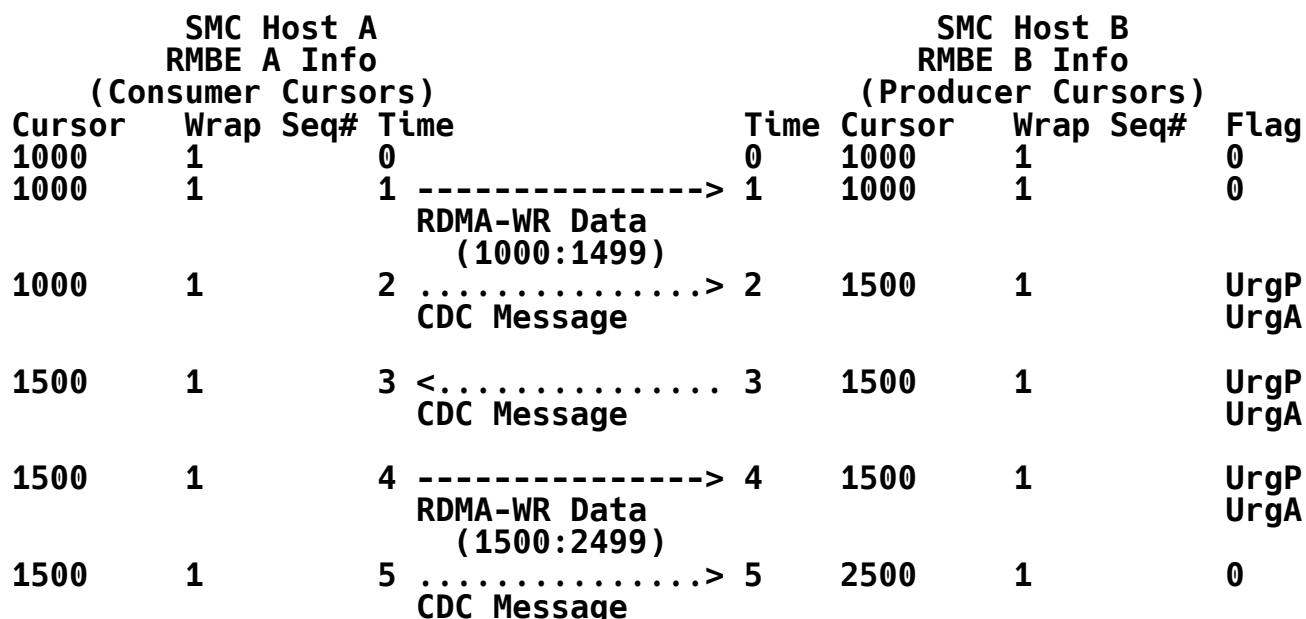 SMC Host A                             SMC Host B
        RMBE A Info                            RMBE B Info
    (Consumer Cursors)                      (Producer Cursors)
Cursor   Wrap Seq# Time               Time Cursor   Wrap Seq#  Flag
1000     1         0                  0    1000     1          0
1000     1         1 ---------------> 1    1000     1          0
                     RDMA-WR Data
                       (1000:1499)
1000     1         2 ...............> 2    1500     1          UrgP
                     CDC Message                               UrgA
1500     1         3 <............... 3    1500     1          UrgP
                     CDC Message                               UrgA
1500     1         4 ---------------> 4    1500     1          UrgP
                     RDMA-WR Data                              UrgA
                       (1500:2499)
1500     1         5 ...............> 5    2500     1          0
                     CDC Message